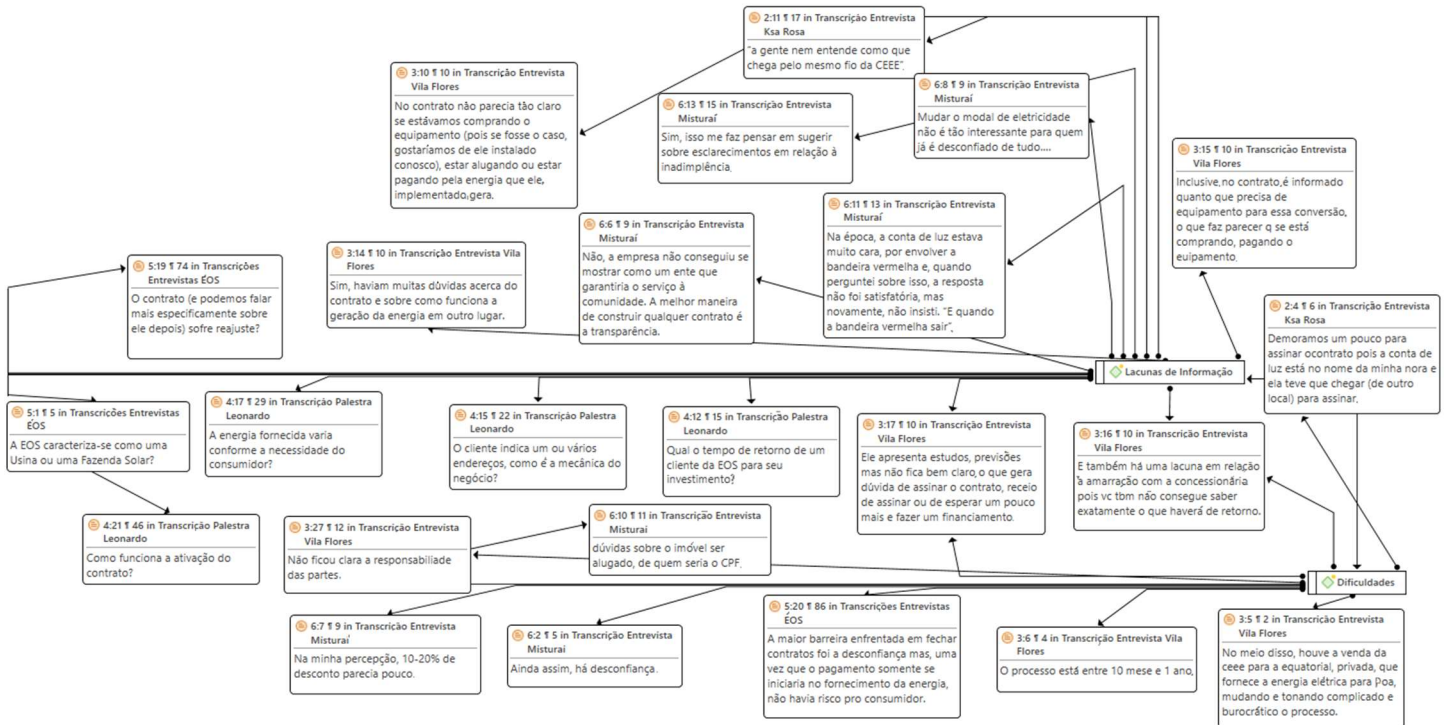 2:11 ¶ 17 in Transcrição Entrevista
Ksa Rosa
"a gente nem entende como que
chega pelo mesmo fio da CEEE".
3:10 ¶ 10 in Transcrição Entrevista
Vila Flores
No contrato não parecia tão claro
se estávamos comprando o
equipamento (pois se fosse o caso,
gostaríamos de ele instalado
conosco), estar alugando ou estar
pagando pela energia que ele,
implementado,gera.
6:13 ¶ 15 in Transcrição Entrevista
Misturaí
Sim, isso me faz pensar em sugerir
sobre esclarecimentos em relação à
inadimplência.
6:8 ¶ 9 in Transcrição Entrevista
Misturaí
Mudar o modal de eletricidade
não é tão interessante para quem
já é desconfiado de tudo....
3:15 ¶ 10 in Transcrição Entrevista
Vila Flores
Inclusive,no contrato,é informado
quanto que precisa de
equipamento para essa conversão,
o que faz parecer q se está
comprando, pagando o
euipamento.
6:11 ¶ 13 in Transcrição Entrevista
Misturaí
Na época, a conta de luz estava
muito cara, por envolver a
bandeira vermelha e, quando
perguntei sobre isso, a resposta
não foi satisfatória, mas
novamente, não insisti. "E quando
a bandeira vermelha sair".
6:6 ¶ 9 in Transcrição Entrevista
Misturaí
Não, a empresa não conseguiu se
mostrar como um ente que
garantiria o serviço à
comunidade. A melhor maneira
de construir qualquer contrato é
a transparência.
3:14 ¶ 10 in Transcrição Entrevista Vila
Flores
Sim, haviam muitas dúvidas acerca do
contrato e sobre como funciona a
geração da energia em outro lugar.
5:19 ¶ 74 in Transcrições
Entrevistas ÉOS
O contrato (e podemos falar
mais especificamente sobre
ele depois) sofre reajuste?
2:4 ¶ 6 in Transcrição Entrevista
Ksa Rosa
Demoramos um pouco para
assinar ocontrato pois a conta de
luz está no nome da minha nora e
ela teve que chegar (de outro
local) para assinar.
Lacunas de Informação
5:1 ¶ 5 in Transcrições Entrevistas
ÉOS
A EOS caracteriza-se como uma
Usina ou uma Fazenda Solar?
4:17 ¶ 29 in Transcrição Palestra
Leonardo
A energia fornecida varia
conforme a necessidade do
consumidor?
4:15 ¶ 22 in Transcrição Palestra
Leonardo
O cliente indica um ou vários
endereços, como é a mecânica do
negócio?
4:12 ¶ 15 in Transcrição Palestra
Leonardo
Qual o tempo de retorno de um
cliente da EOS para seu
investimento?
3:17 ¶ 10 in Transcrição Entrevista
Vila Flores
Ele apresenta estudos, previsões
mas não fica bem claro, o que gera
dúvida de assinar o contrato, receio
de assinar ou de esperar um pouco
mais e fazer um financiamento.
3:16 ¶ 10 in Transcrição Entrevista
Vila Flores
E também há uma lacuna em relação
à amarração com a concessionária
pois vc tbm não consegue saber
exatamente o que haverá de retorno.
4:21 ¶ 46 in Transcrição Palestra
Leonardo
Como funciona a ativação do
contrato?
3:27 ¶ 12 in Transcrição Entrevista
Vila Flores
Não ficou clara a responsabiliade
das partes.
6:10 ¶ 11 in Transcrição Entrevista
Misturaí
dúvidas sobre o imóvel ser
alugado, de quem seria o CPF.
Dificuldades
6:7 ¶ 9 in Transcrição Entrevista
Misturaí
Na minha percepção, 10-20% de
desconto parecia pouco.
6:2 ¶ 5 in Transcrição Entrevista
Misturaí
Ainda assim, há desconfiança.
5:20 ¶ 86 in Transcrições Entrevistas
ÉOS
A maior barreira enfrentada em fechar
contratos foi a desconfiança mas, uma
vez que o pagamento somente se
iniciaria no fornecimento da energia,
não havia risco pro consumidor.
3:6 ¶ 4 in Transcrição Entrevista Vila
Flores
O processo está entre 10 mese e 1 ano,
3:5 ¶ 2 in Transcrição Entrevista
Vila Flores
No meio disso, houve a venda da
ceee para a equatorial, privada, que
fornece a energia elétrica para Poa,
mudando e tonando complicado e
burocrático o processo.